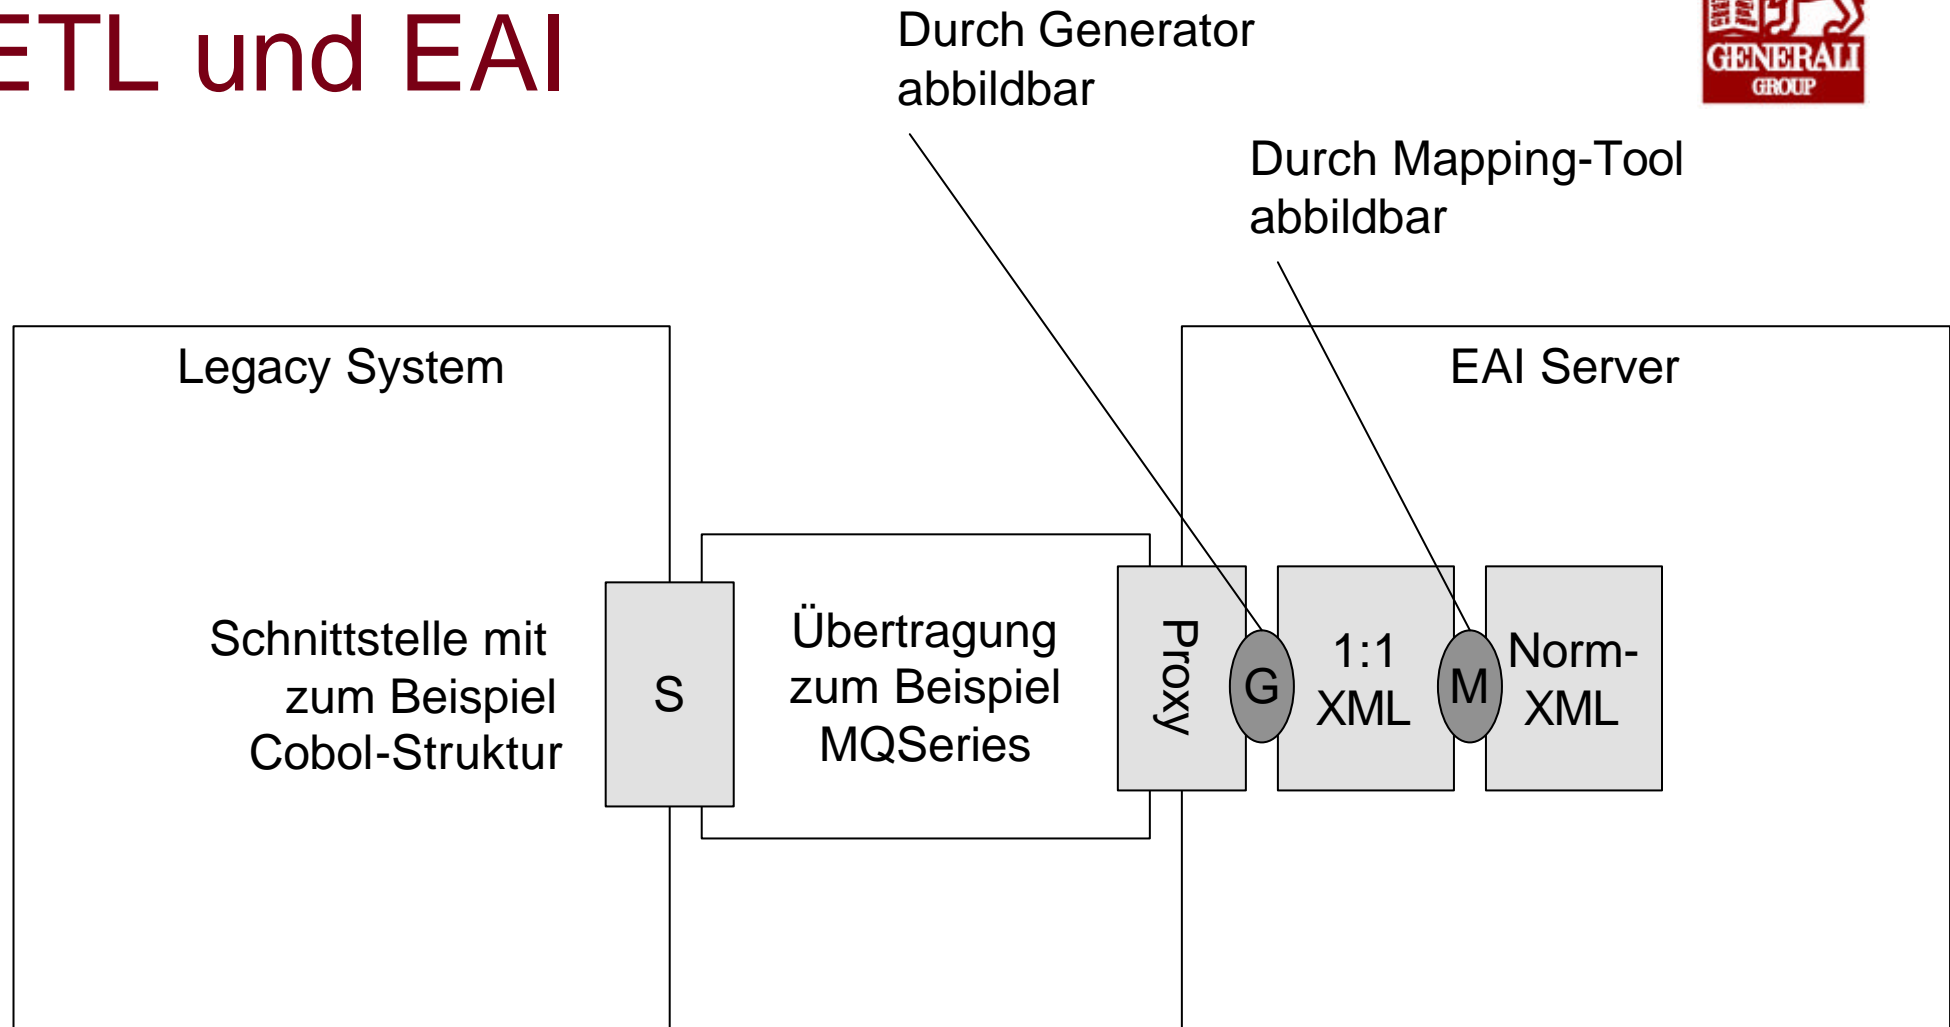 ETL und EAI
Durch Generator
abbildbar
GENERALI
GROUP
Durch Mapping-Tool
abbildbar
Legacy System
EAI Server
Schnittstelle mit
zum Beispiel
Cobol-Struktur
S
Übertragung
zum Beispiel
MQSeries
Proxy
G
1:1
XML
M
Norm-
XML